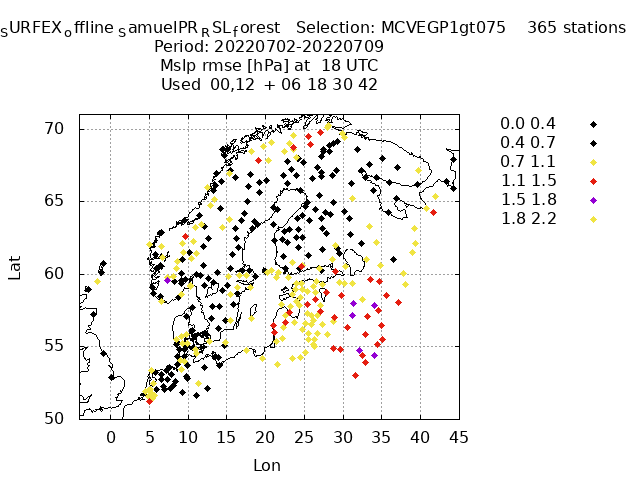 SURFEXoffline SamuelPRRSLforest Selection: MCVEGP1gt075 365 stations
Period: 20220702-20220709
Mslp rmse [hPa] at 18 UTC
Used 00,12 + 06 18 30 42
70
65
60
55
50
0 5 10 15 20 25 30 35 40 45
Lat
Lon
0.0 0.4
0.4 0.7
0.7 1.1
1.1 1.5
1.5 1.8
1.8 2.2